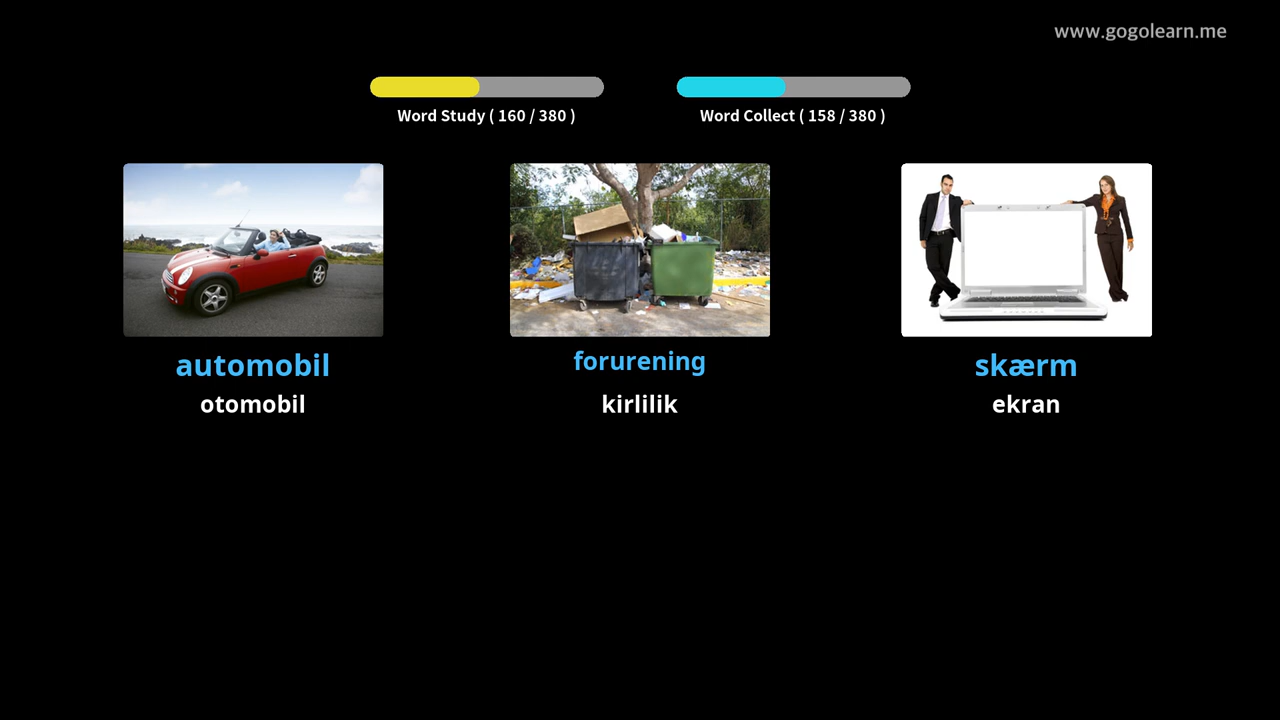 www.gogolearn.me
Word Study ( 160 / 380 )
Word Collect ( 158 / 380 )
automobil
otomobil
forurening
kirlilik
skærm
ekran